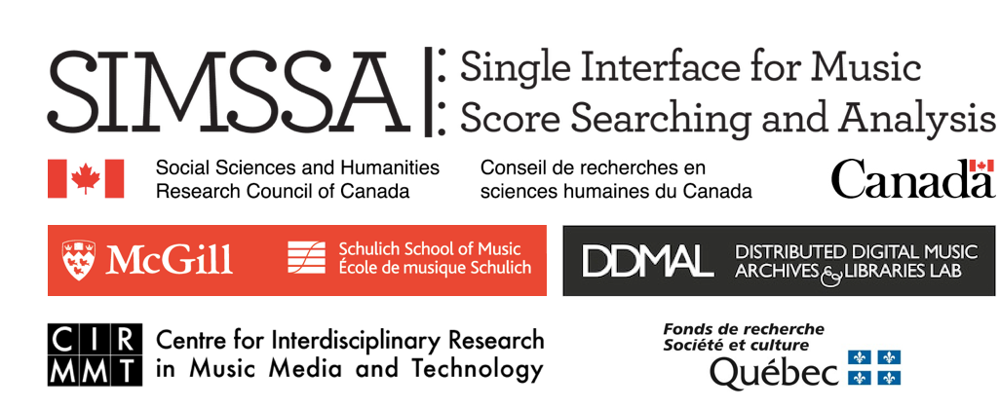 SIMSSA
Single Interface for Music
Score Searching and Analysis
Social Sciences and Humanities
Research Council of Canada
Conseil de recherches en
sciences humaines du Canada
Canada
McGill
Schulich School of Music
École de musique Schulich
DDMAL
DISTRIBUTED DIGITAL MUSIC
ARCHIVES & LIBRARIES LAB
CIR
MMT
Centre for Interdisciplinary Research
in Music Media and Technology
Fonds de recherche
Société et culture
Québec